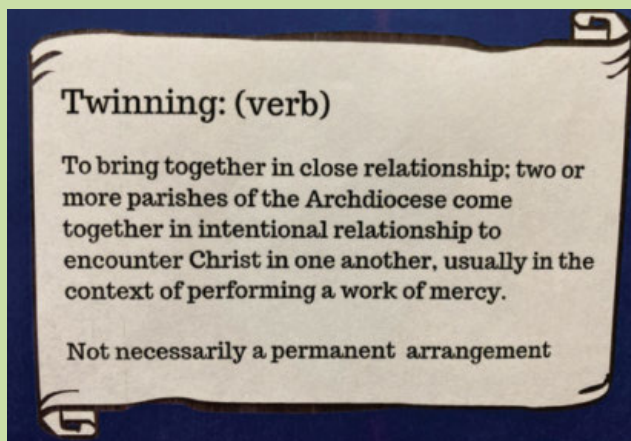 Twinning: (verb)
To bring together in close relationship; two or
more parishes of the Archdiocese come
together in intentional relationship to
encounter Christ in one another, usually in the
context of performing a work of mercy.
Not necessarily a permanent arrangement